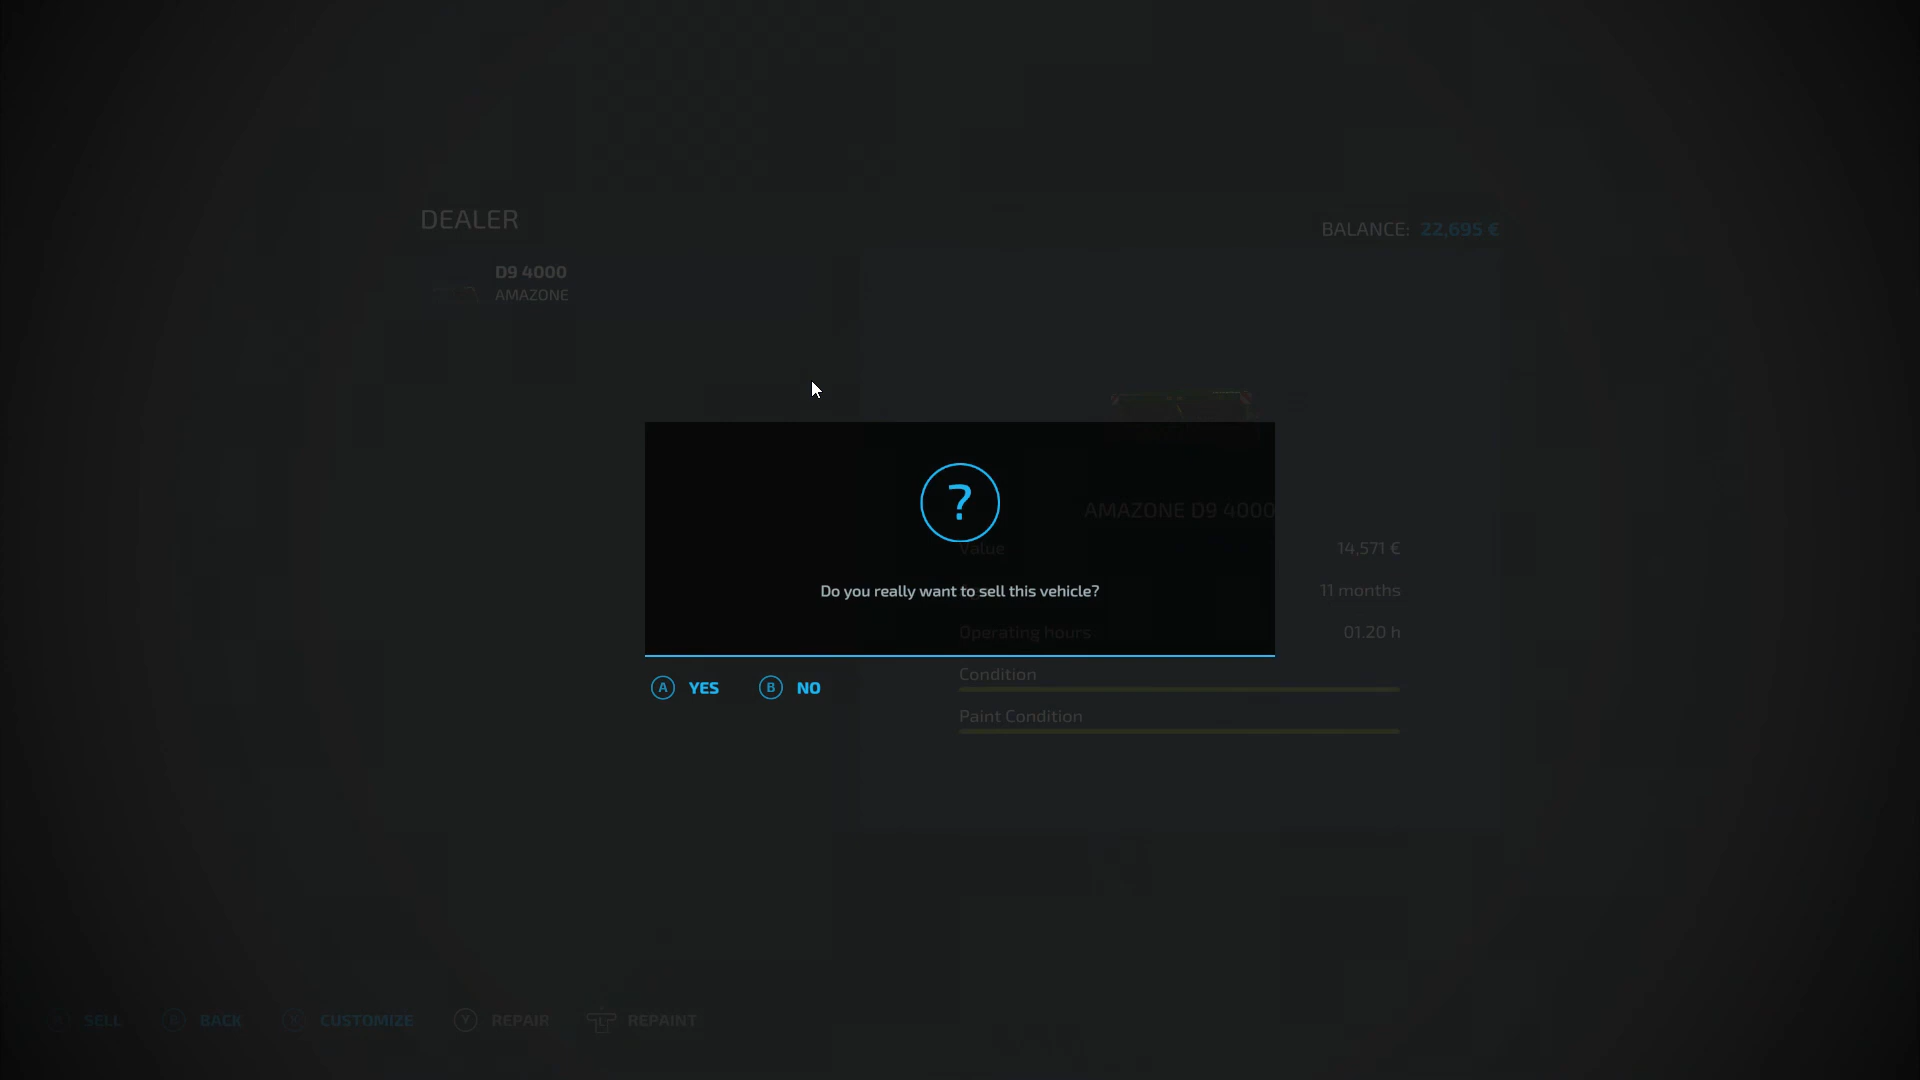 DEALER
BALANCE: 22,695 €
D9 4000
AMAZONE
?
AMAZONE D9 4000
Value 14,571 €
11 months
Do you really want to sell this vehicle?
Operating hours 01.20 h
Condition
A YES B NO
Paint Condition
SELL BACK CUSTOMIZE Y REPAIR LT REPAINT